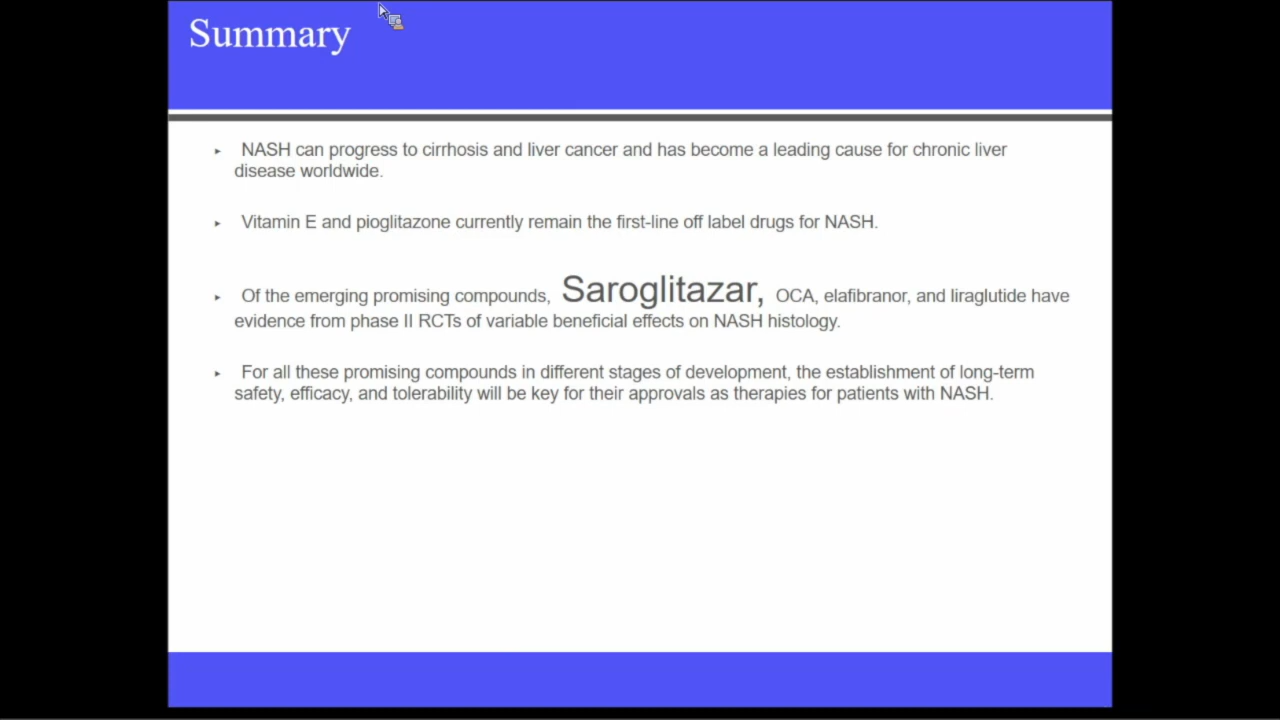 Summary
▸ NASH can progress to cirrhosis and liver cancer and has become a leading cause for chronic liver
disease worldwide.
▸ Vitamin E and pioglitazone currently remain the first-line off label drugs for NASH.
▸ Of the emerging promising compounds, Saroglitazar, OCA, elafibranor, and liraglutide have
evidence from phase II RCTs of variable beneficial effects on NASH histology.
▸ For all these promising compounds in different stages of development, the establishment of long-term
safety, efficacy, and tolerability will be key for their approvals as therapies for patients with NASH.